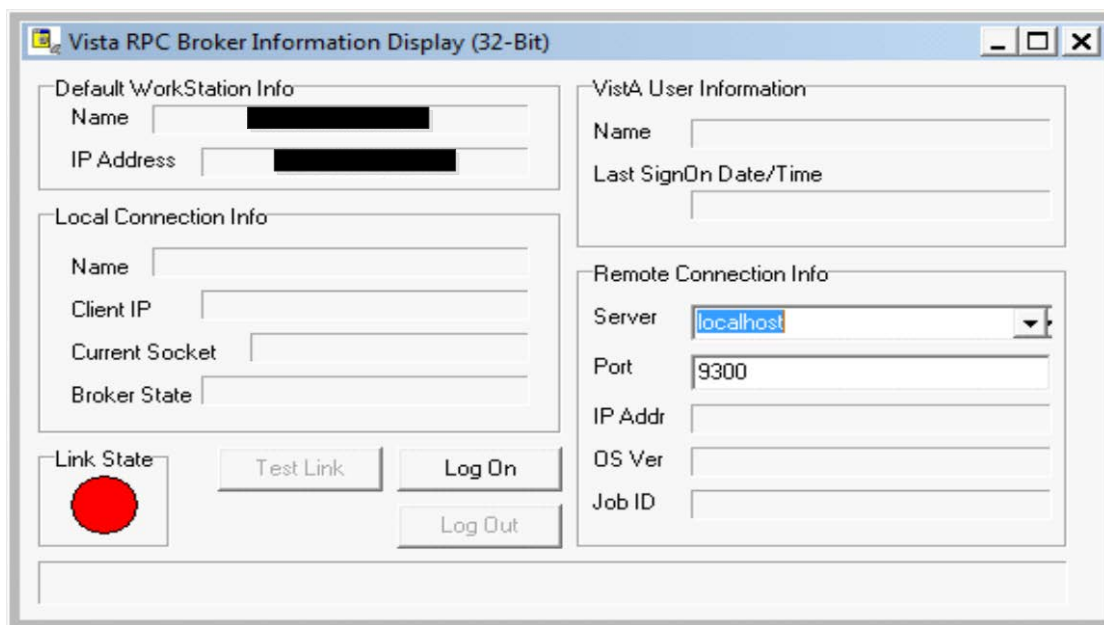 Vista RPC Broker Information Display (32-Bit)
Default WorkStation Info
Name
IP Address
Local Connection Info
Name
Client IP
Current Socket
Broker State
Link State
Test Link
Log On
Log Out
VistA User Information
Name
Last SignOn Date/Time
Remote Connection Info
Server localhost
Port 9300
IP Addr
OS Ver
Job ID